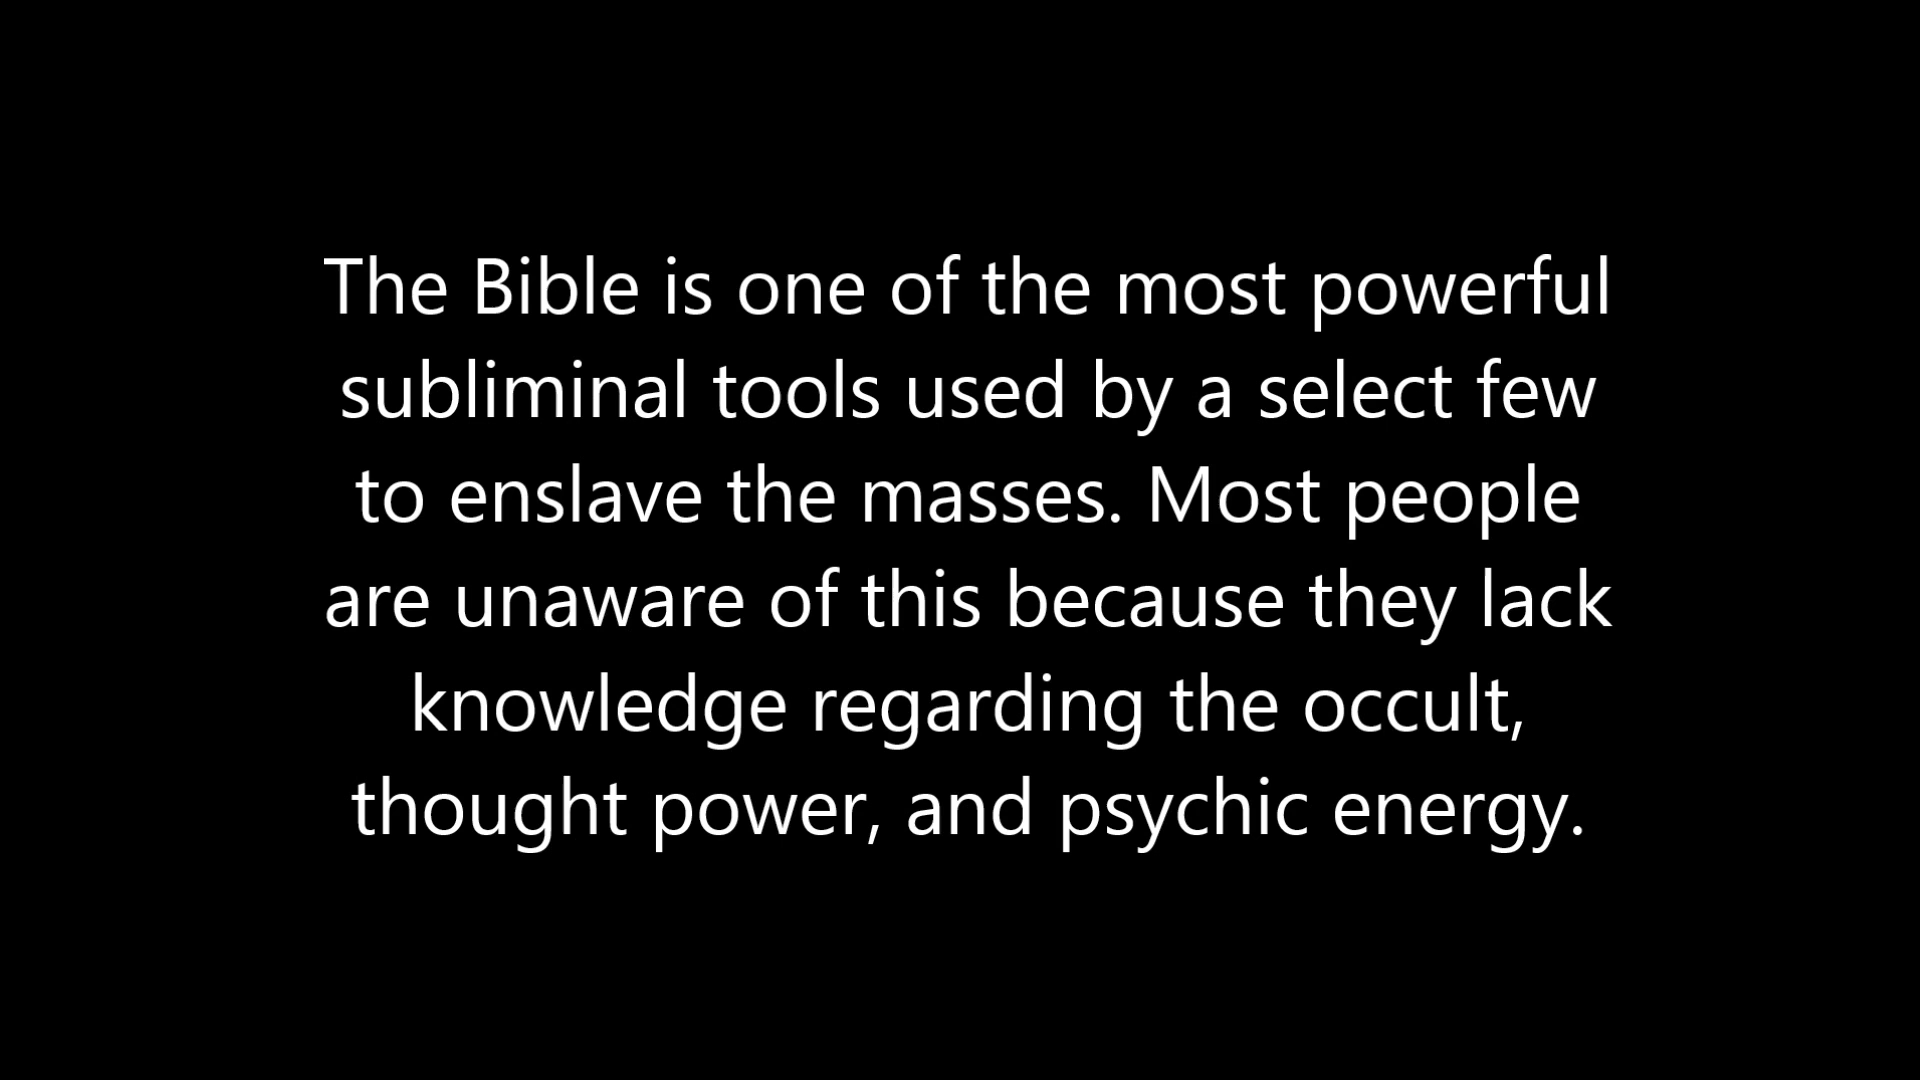 The Bible is one of the most powerful
subliminal tools used by a select few
to enslave the masses. Most people
are unaware of this because they lack
knowledge regarding the occult,
thought power, and psychic energy.